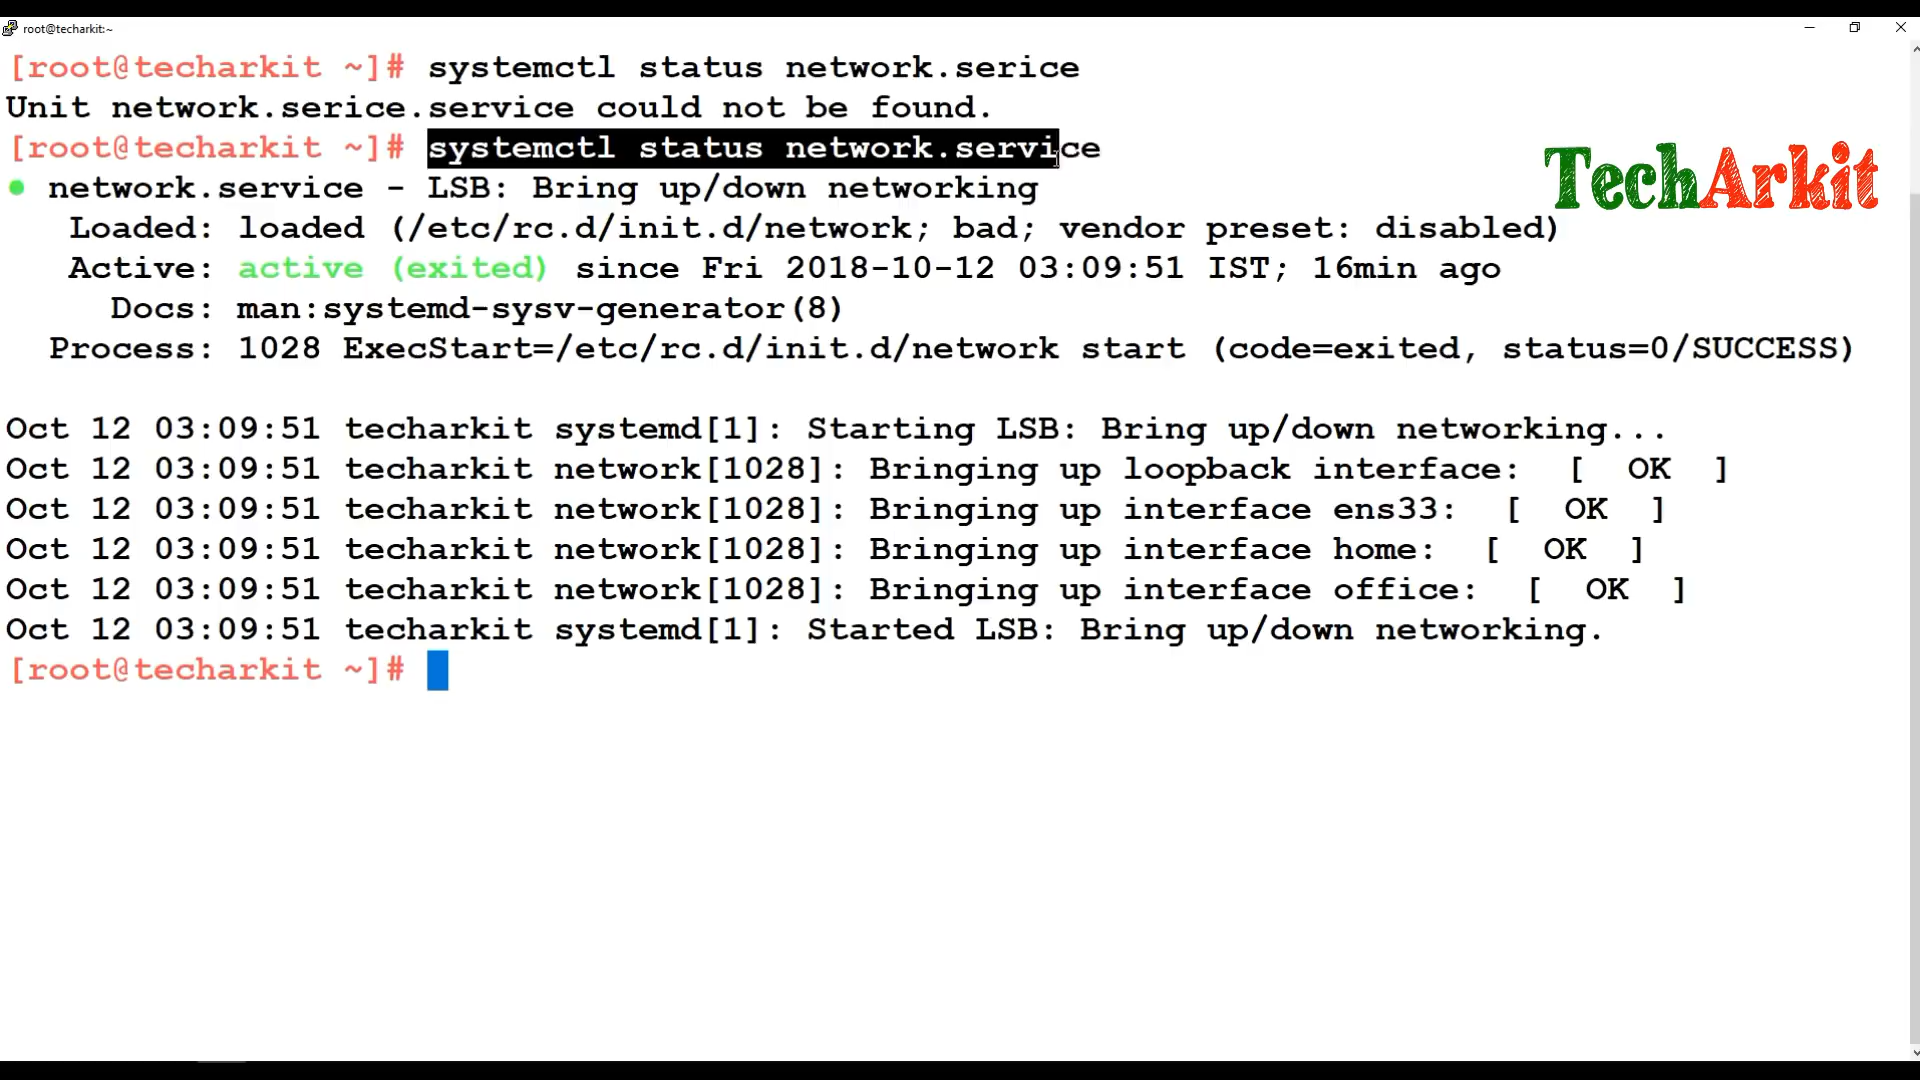 root@techarkit:~
[root@techarkit ~]# systemctl status network.serice
Unit network.serice.service could not be found.
[root@techarkit ~]# systemctl status network.service
● network.service - LSB: Bring up/down networking
   Loaded: loaded (/etc/rc.d/init.d/network; bad; vendor preset: disabled)
   Active: active (exited) since Fri 2018-10-12 03:09:51 IST; 16min ago
     Docs: man:systemd-sysv-generator(8)
  Process: 1028 ExecStart=/etc/rc.d/init.d/network start (code=exited, status=0/SUCCESS)
Oct 12 03:09:51 techarkit systemd[1]: Starting LSB: Bring up/down networking...
Oct 12 03:09:51 techarkit network[1028]: Bringing up loopback interface:  [  OK  ]
Oct 12 03:09:51 techarkit network[1028]: Bringing up interface ens33:  [  OK  ]
Oct 12 03:09:51 techarkit network[1028]: Bringing up interface home:  [  OK  ]
Oct 12 03:09:51 techarkit network[1028]: Bringing up interface office:  [  OK  ]
Oct 12 03:09:51 techarkit systemd[1]: Started LSB: Bring up/down networking.
[root@techarkit ~]#
TechArkit